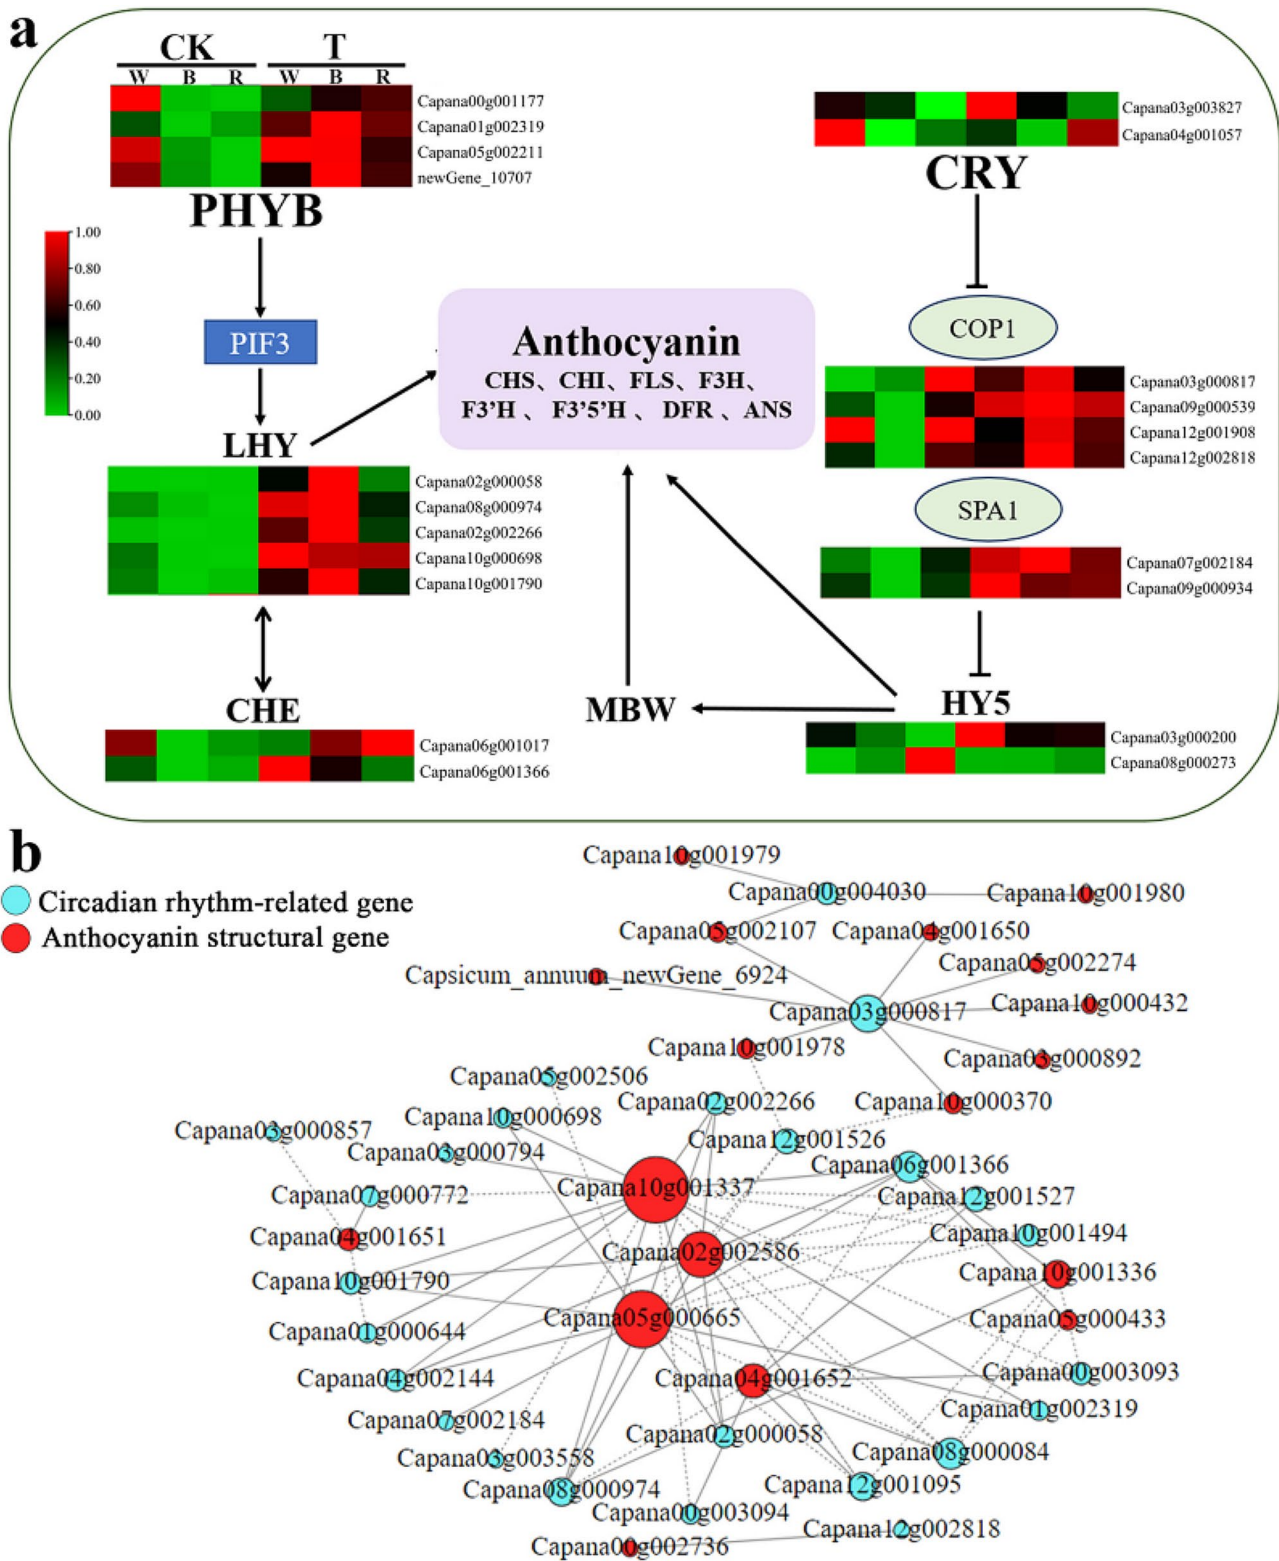 a
CK T
W B R W B R
Capana00g001177
Capana01g002319
Capana05g002211
newGene_10707
PHYB
1.00
0.80
0.60
0.40
0.20
0.00
PIF3
LHY
Capana02g000058
Capana08g000974
Capana02g002266
Capana10g000698
Capana10g001790
CHE
Capana06g001017
Capana06g001366
Anthocyanin
CHS、CHI、FLS、F3H、
F3’H 、 F3’5’H 、 DFR 、ANS
MBW
Capana03g003827
Capana04g001057
CRY
COP1
Capana03g000817
Capana09g000539
Capana12g001908
Capana12g002818
SPA1
Capana07g002184
Capana09g000934
HY5
Capana03g000200
Capana08g000273
b
Circadian rhythm-related gene
Anthocyanin structural gene
Capana10g001979
Capana00g004030
Capana10g001980
Capana05g002107
Capana04g001650
Capana05g002274
Capsicum_annuum_newGene_6924
Capana10g000432
Capana03g000817
Capana10g001978
Capana03g000892
Capana05g002506
Capana02g002266
Capana10g000370
Capana10g000698
Capana03g000857
Capana12g001526
Capana03g000794
Capana06g001366
Capana10g001337
Capana07g000772
Capana12g001527
Capana04g001651
Capana10g001494
Capana02g002586
Capana10g001336
Capana10g001790
Capana05g000665
Capana05g000433
Capana01g000644
Capana00g003093
Capana04g002144
Capana04g001652
Capana01g002319
Capana07g002184
Capana02g000058
Capana08g000084
Capana03g003558
Capana12g001095
Capana08g000974
Capana00g003094
Capana12g002818
Capana00g002736